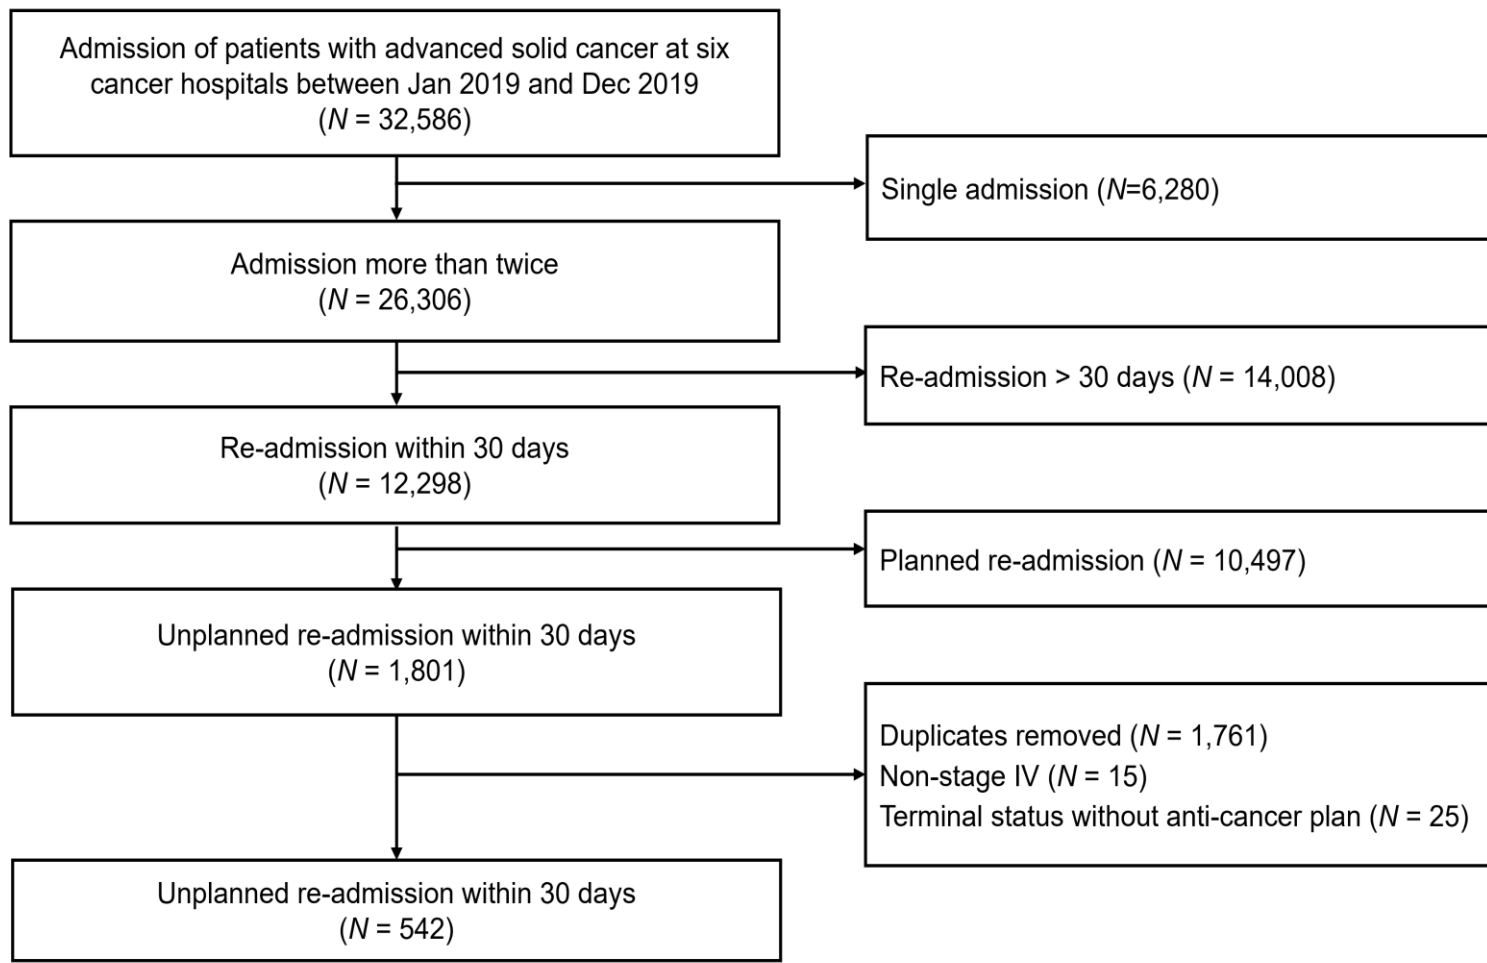 Admission of patients with advanced solid cancer at six
cancer hospitals between Jan 2019 and Dec 2019
(N = 32,586)
Single admission (N=6,280)
Admission more than twice
(N = 26,306)
Re-admission > 30 days (N = 14,008)
Re-admission within 30 days
(N = 12,298)
Planned re-admission (N = 10,497)
Unplanned re-admission within 30 days
(N = 1,801)
Duplicates removed (N = 1,761)
Non-stage IV (N = 15)
Terminal status without anti-cancer plan (N = 25)
Unplanned re-admission within 30 days
(N = 542)